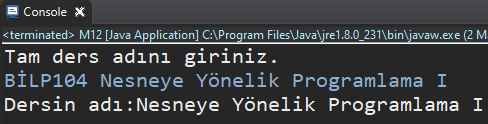 Console
<terminated> M12 [Java Application] C:\Program Files\Java\jre1.8.0_231\bin\javaw.exe (2 Ma
Tam ders adını giriniz.
BİLP104 Nesneye Yönelik Programlama I
Dersin adı:Nesneye Yönelik Programlama I